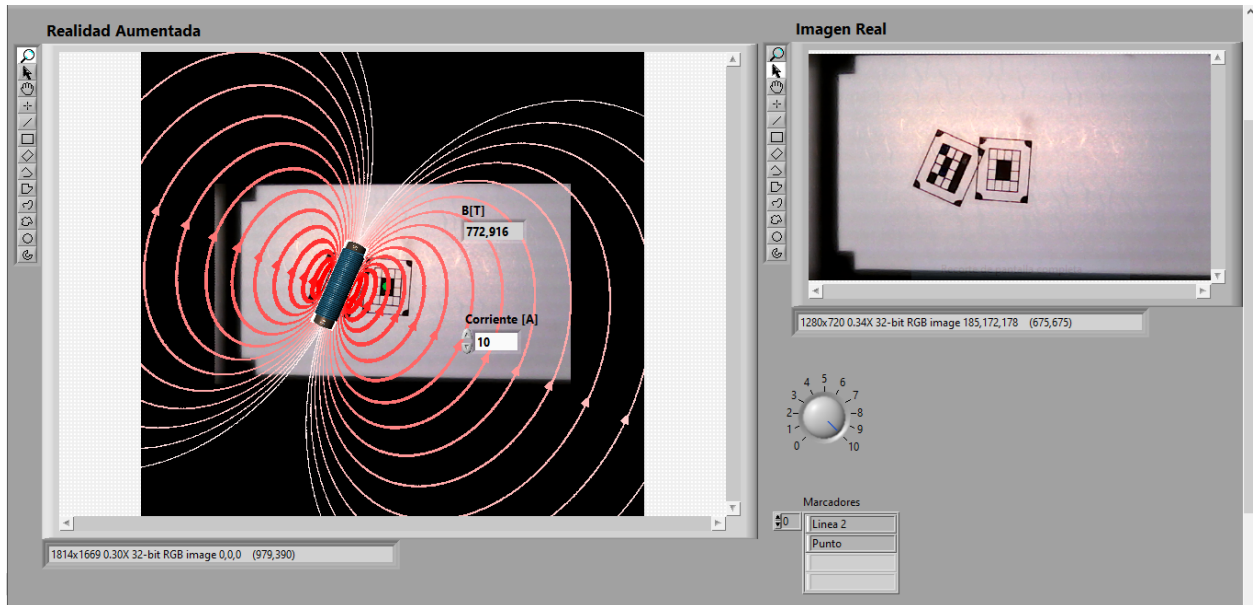 Realidad Aumentada
B[T]
772,916
Corriente [A]
10
1814x1669 0.30X 32-bit RGB image 0,0,0 (979,390)
Imagen Real
1280x720 0.34X 32-bit RGB image 185,172,178 (675,675)
0 1 2 3 4 5 6 7 8 9 10
Marcadores
0
Linea 2
Punto